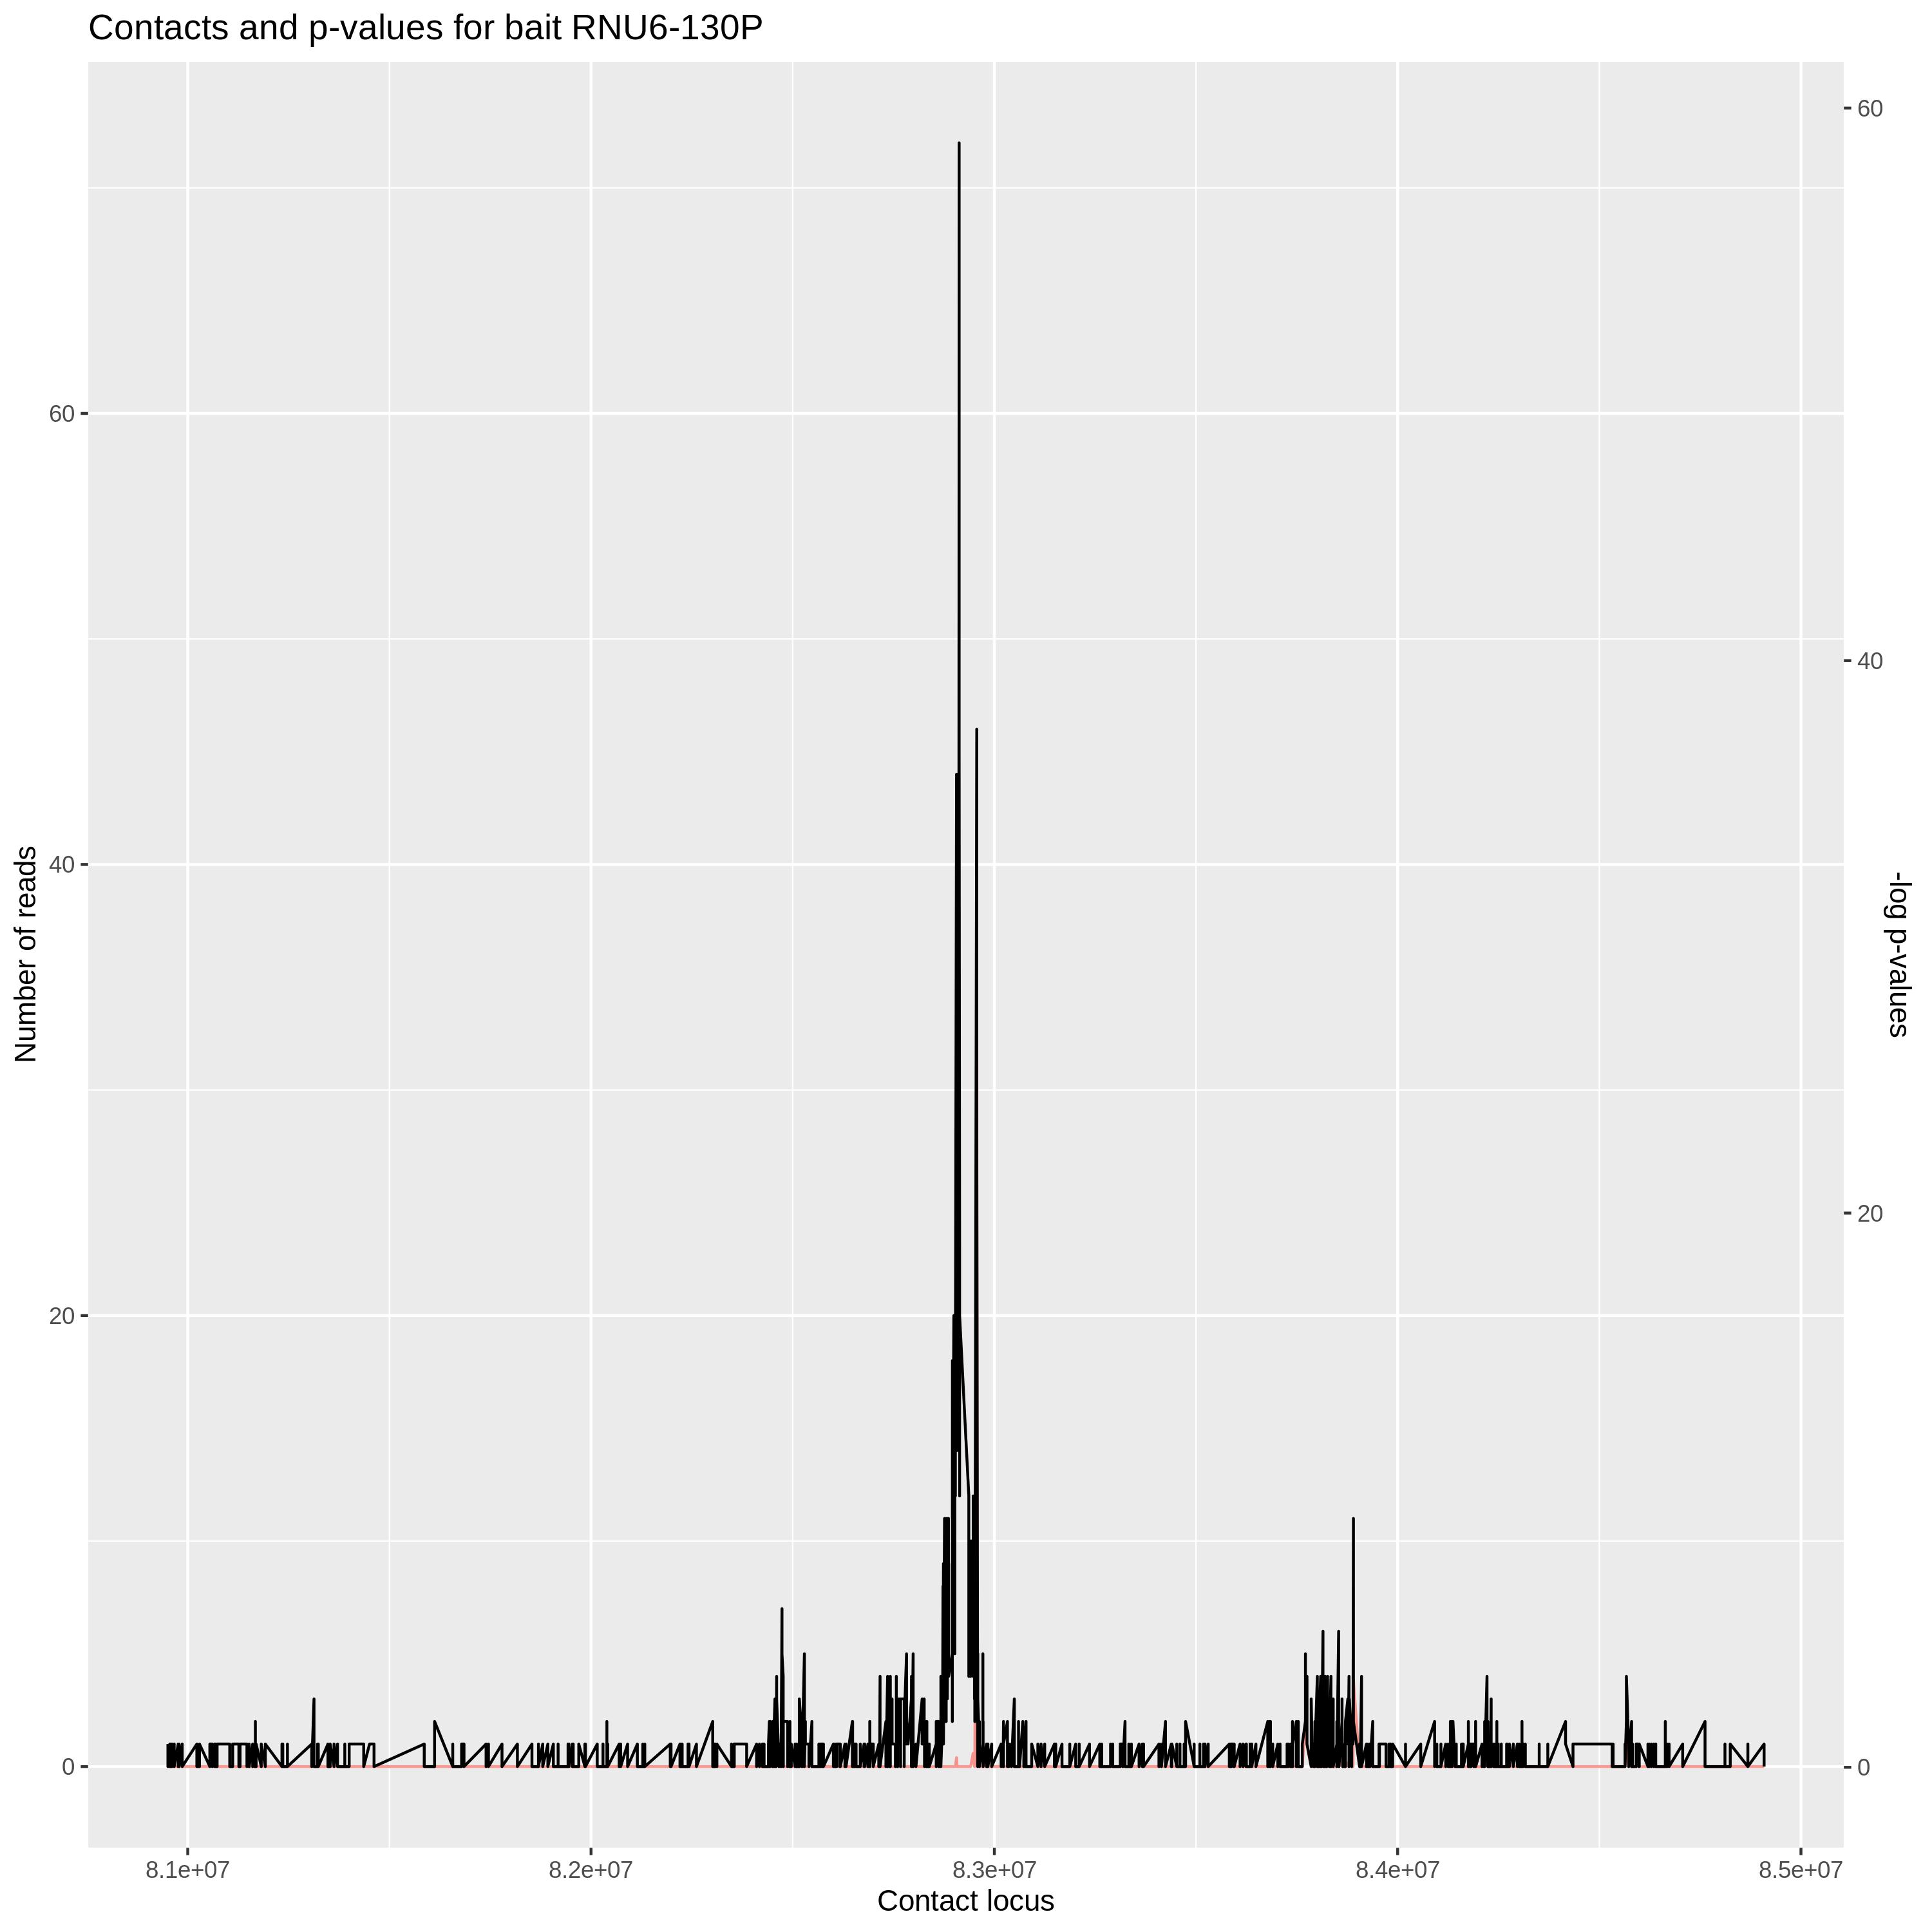 Contacts and p-values for bait RNU6-130P
60
40
20
0
Number of reads
60
40
20
0
-log p-values
8.1e+07
8.2e+07
8.3e+07
8.4e+07
8.5e+07
Contact locus